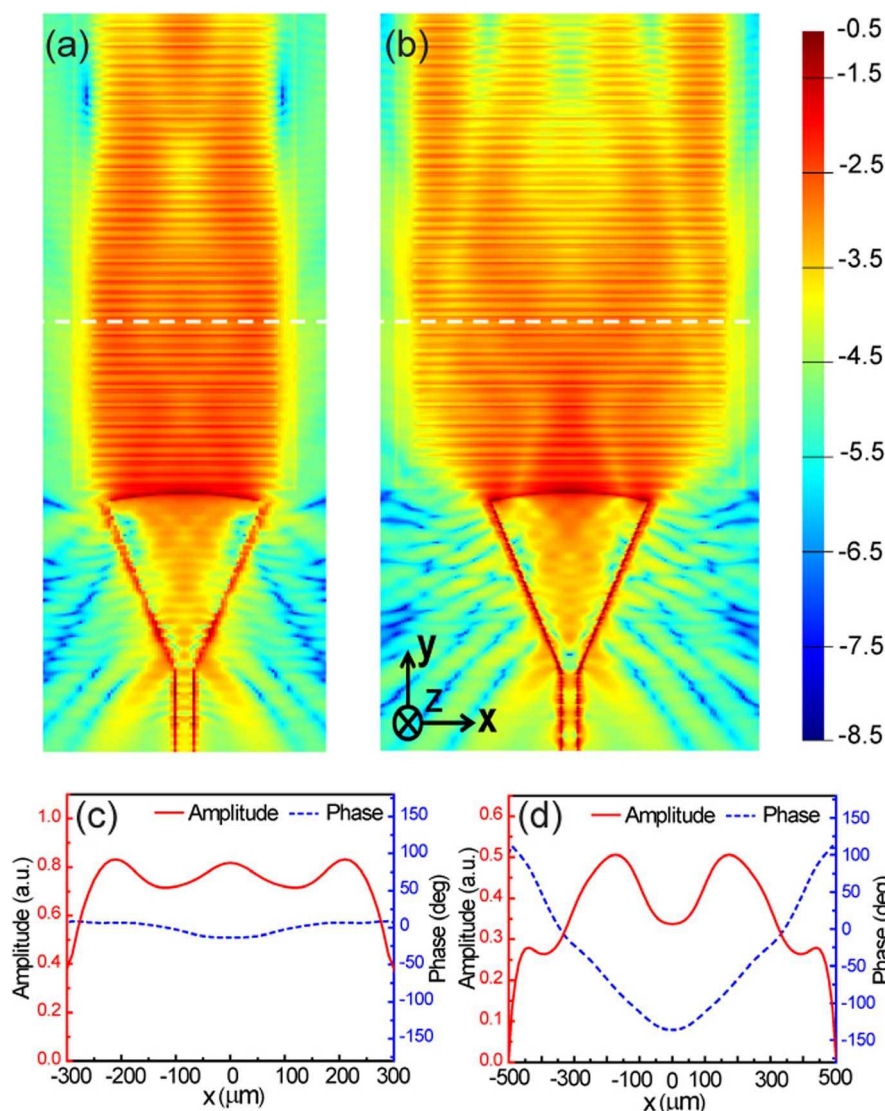 (a)
(b)
-0.5
-1.5
-2.5
-3.5
-4.5
-5.5
-6.5
-7.5
-8.5
y
z
x
(c)
Amplitude
Phase
1.0
0.8
0.6
0.4
0.2
0.0
Amplitude (a.u.)
150
100
50
0
-50
-100
-150
Phase (deg)
-300
-200
-100
0
100
200
300
x (μm)
(d)
Amplitude
Phase
0.6
0.5
0.4
0.3
0.2
0.1
0.0
Amplitude (a.u.)
150
100
50
0
-50
-100
-150
Phase (deg)
-500
-300
-100
0
100
300
500
x (μm)